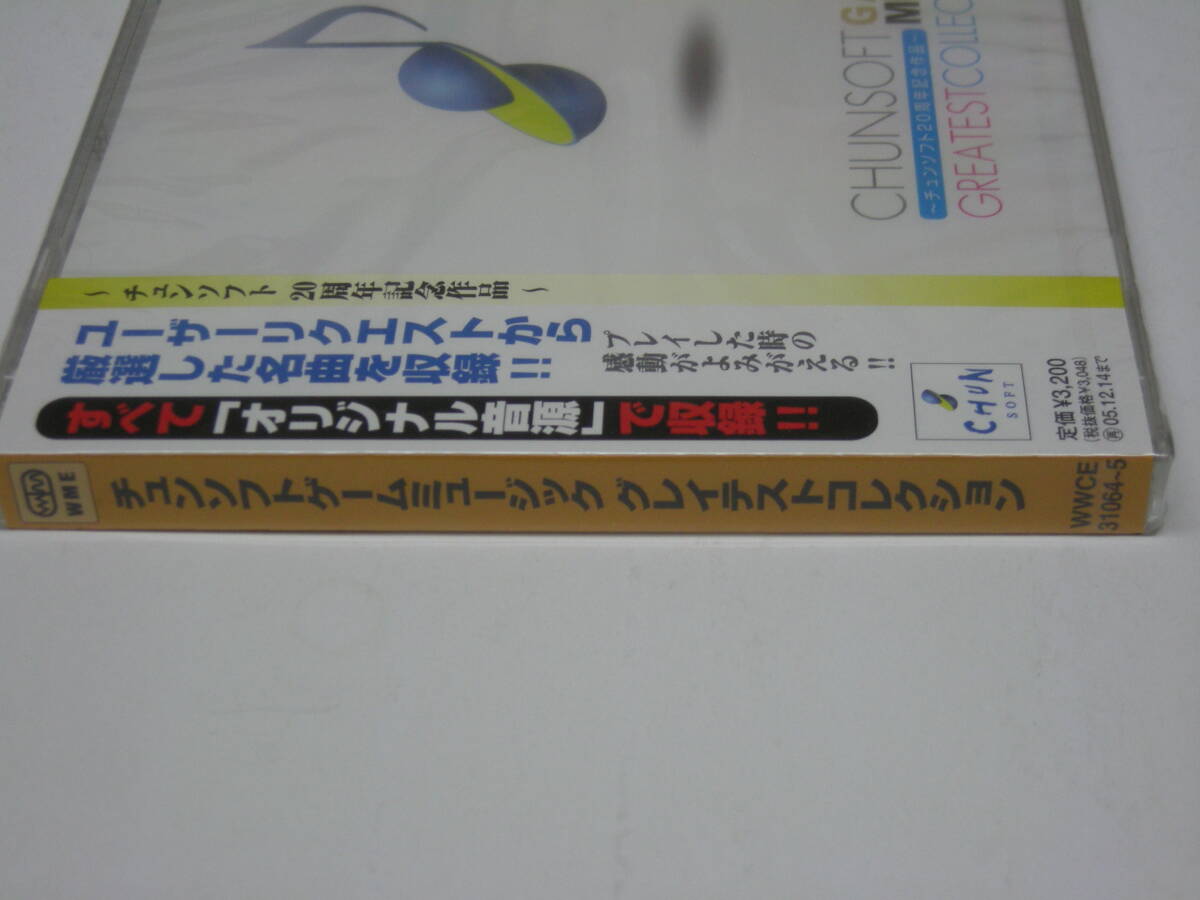 CHUNSOFT GA
M
~チュンソフト20周年記念作品~
GREATEST COLLEC
~ チュンソフト 20周年記念作品 ~
ユーザーリクエストから
厳選した名曲を収録!!
プレイした時の
感動がよみがえる!!
すべて「オリジナル音源」で収録!!
CHUN
SOFT
定価¥3,200
(税抜価格¥3,048)
再 05.12.14まで
WME
チュンソフトゲームミュージック グレイテストコレクション
WWCE
31064~5